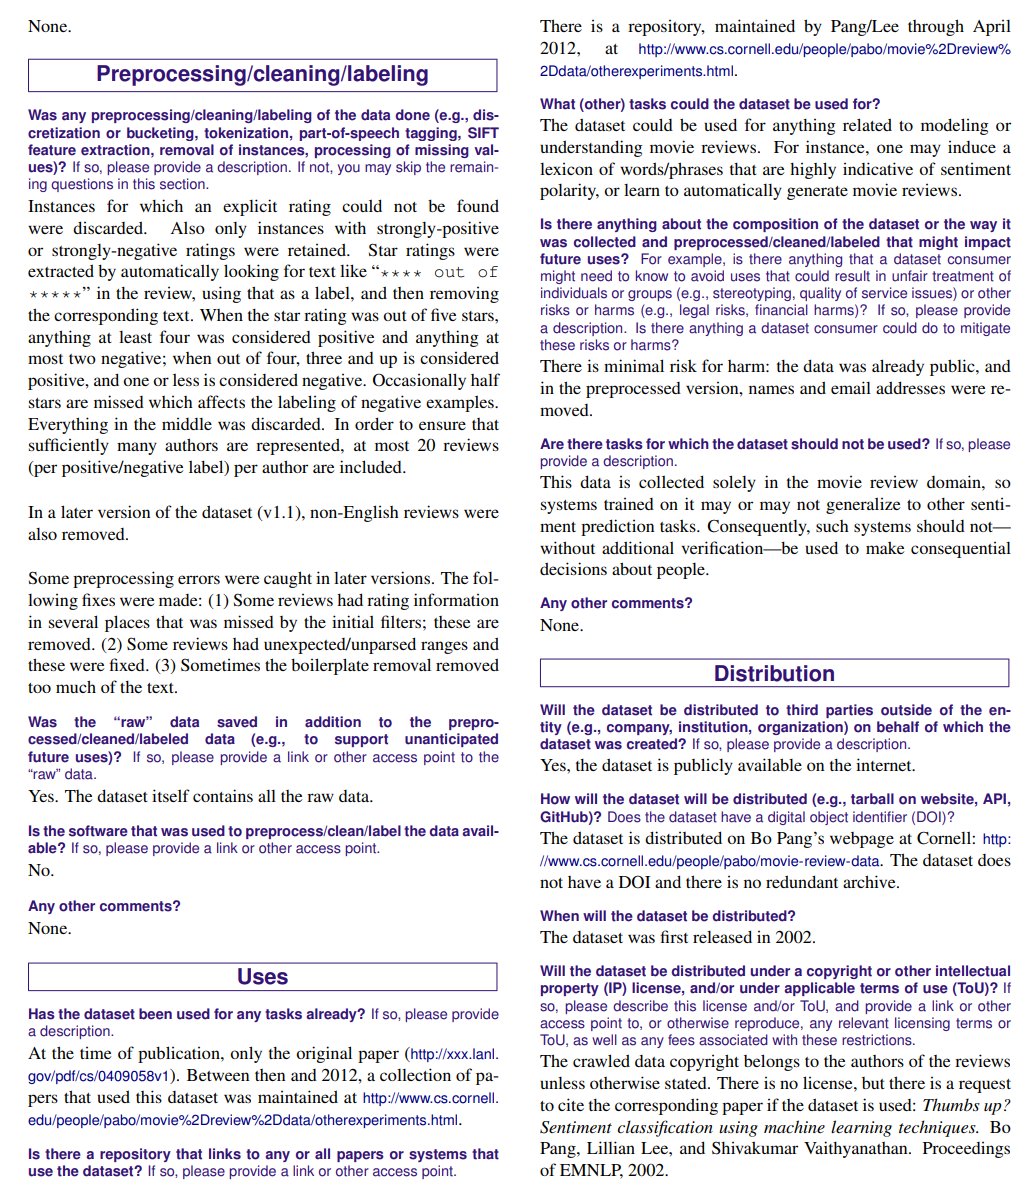 None.
Preprocessing/cleaning/labeling
Was any preprocessing/cleaning/labeling of the data done (e.g., dis-
cretization or bucketing, tokenization, part-of-speech tagging, SIFT
feature extraction, removal of instances, processing of missing val-
ues)? If so, please provide a description. If not, you may skip the remain-
ing questions in this section.
Instances for which an explicit rating could not be found
were discarded. Also only instances with strongly-positive
or strongly-negative ratings were retained. Star ratings were
extracted by automatically looking for text like “**** out of
*****” in the review, using that as a label, and then removing
the corresponding text. When the star rating was out of five stars,
anything at least four was considered positive and anything at
most two negative; when out of four, three and up is considered
positive, and one or less is considered negative. Occasionally half
stars are missed which affects the labeling of negative examples.
Everything in the middle was discarded. In order to ensure that
sufficiently many authors are represented, at most 20 reviews
(per positive/negative label) per author are included.
In a later version of the dataset (v1.1), non-English reviews were
also removed.
Some preprocessing errors were caught in later versions. The fol-
lowing fixes were made: (1) Some reviews had rating information
in several places that was missed by the initial filters; these are
removed. (2) Some reviews had unexpected/unparsed ranges and
these were fixed. (3) Sometimes the boilerplate removal removed
too much of the text.
Was the “raw” data saved in addition to the prepro-
cessed/cleaned/labeled data (e.g., to support unanticipated
future uses)? If so, please provide a link or other access point to the
“raw” data.
Yes. The dataset itself contains all the raw data.
Is the software that was used to preprocess/clean/label the data avail-
able? If so, please provide a link or other access point.
No.
Any other comments?
None.
Uses
Has the dataset been used for any tasks already? If so, please provide
a description.
At the time of publication, only the original paper (http://xxx.lanl.
gov/pdf/cs/0409058v1). Between then and 2012, a collection of pa-
pers that used this dataset was maintained at http://www.cs.cornell.
edu/people/pabo/movie%2Dreview%2Ddata/otherexperiments.html.
Is there a repository that links to any or all papers or systems that
use the dataset? If so, please provide a link or other access point.
There is a repository, maintained by Pang/Lee through April
2012, at http://www.cs.cornell.edu/people/pabo/movie%2Dreview%
2Ddata/otherexperiments.html.
What (other) tasks could the dataset be used for?
The dataset could be used for anything related to modeling or
understanding movie reviews. For instance, one may induce a
lexicon of words/phrases that are highly indicative of sentiment
polarity, or learn to automatically generate movie reviews.
Is there anything about the composition of the dataset or the way it
was collected and preprocessed/cleaned/labeled that might impact
future uses? For example, is there anything that a dataset consumer
might need to know to avoid uses that could result in unfair treatment of
individuals or groups (e.g., stereotyping, quality of service issues) or other
risks or harms (e.g., legal risks, financial harms)? If so, please provide
a description. Is there anything a dataset consumer could do to mitigate
these risks or harms?
There is minimal risk for harm: the data was already public, and
in the preprocessed version, names and email addresses were re-
moved.
Are there tasks for which the dataset should not be used? If so, please
provide a description.
This data is collected solely in the movie review domain, so
systems trained on it may or may not generalize to other senti-
ment prediction tasks. Consequently, such systems should not—
without additional verification—be used to make consequential
decisions about people.
Any other comments?
None.
Distribution
Will the dataset be distributed to third parties outside of the en-
tity (e.g., company, institution, organization) on behalf of which the
dataset was created? If so, please provide a description.
Yes, the dataset is publicly available on the internet.
How will the dataset will be distributed (e.g., tarball on website, API,
GitHub)? Does the dataset have a digital object identifier (DOI)?
The dataset is distributed on Bo Pang’s webpage at Cornell: http:
//www.cs.cornell.edu/people/pabo/movie-review-data. The dataset does
not have a DOI and there is no redundant archive.
When will the dataset be distributed?
The dataset was first released in 2002.
Will the dataset be distributed under a copyright or other intellectual
property (IP) license, and/or under applicable terms of use (ToU)? If
so, please describe this license and/or ToU, and provide a link or other
access point to, or otherwise reproduce, any relevant licensing terms or
ToU, as well as any fees associated with these restrictions.
The crawled data copyright belongs to the authors of the reviews
unless otherwise stated. There is no license, but there is a request
to cite the corresponding paper if the dataset is used: Thumbs up?
Sentiment classification using machine learning techniques. Bo
Pang, Lillian Lee, and Shivakumar Vaithyanathan. Proceedings
of EMNLP, 2002.